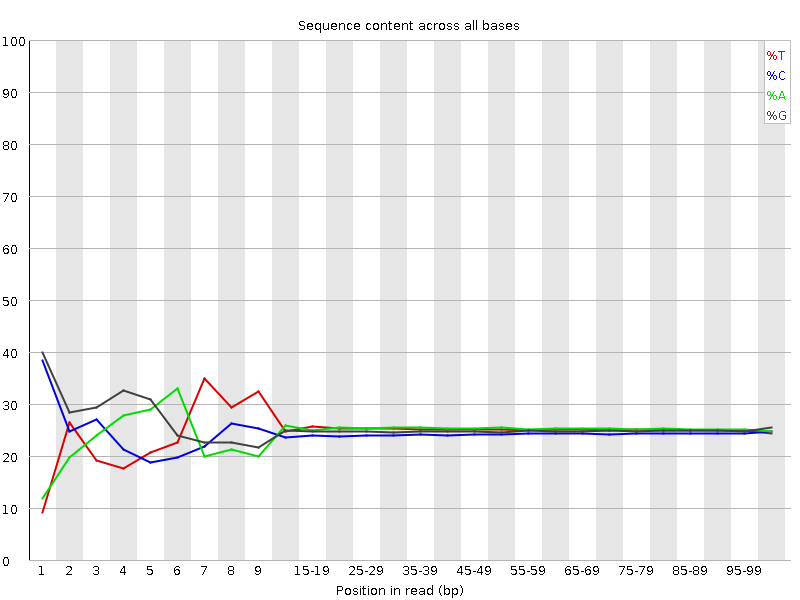 Sequence content across all bases
100
90
80
70
60
50
40
30
20
10
0
%T
%C
%A
%G
1 2 3 4 5 6 7 8 9 15-19 25-29 35-39 45-49 55-59 65-69 75-79 85-89 95-99
Position in read (bp)